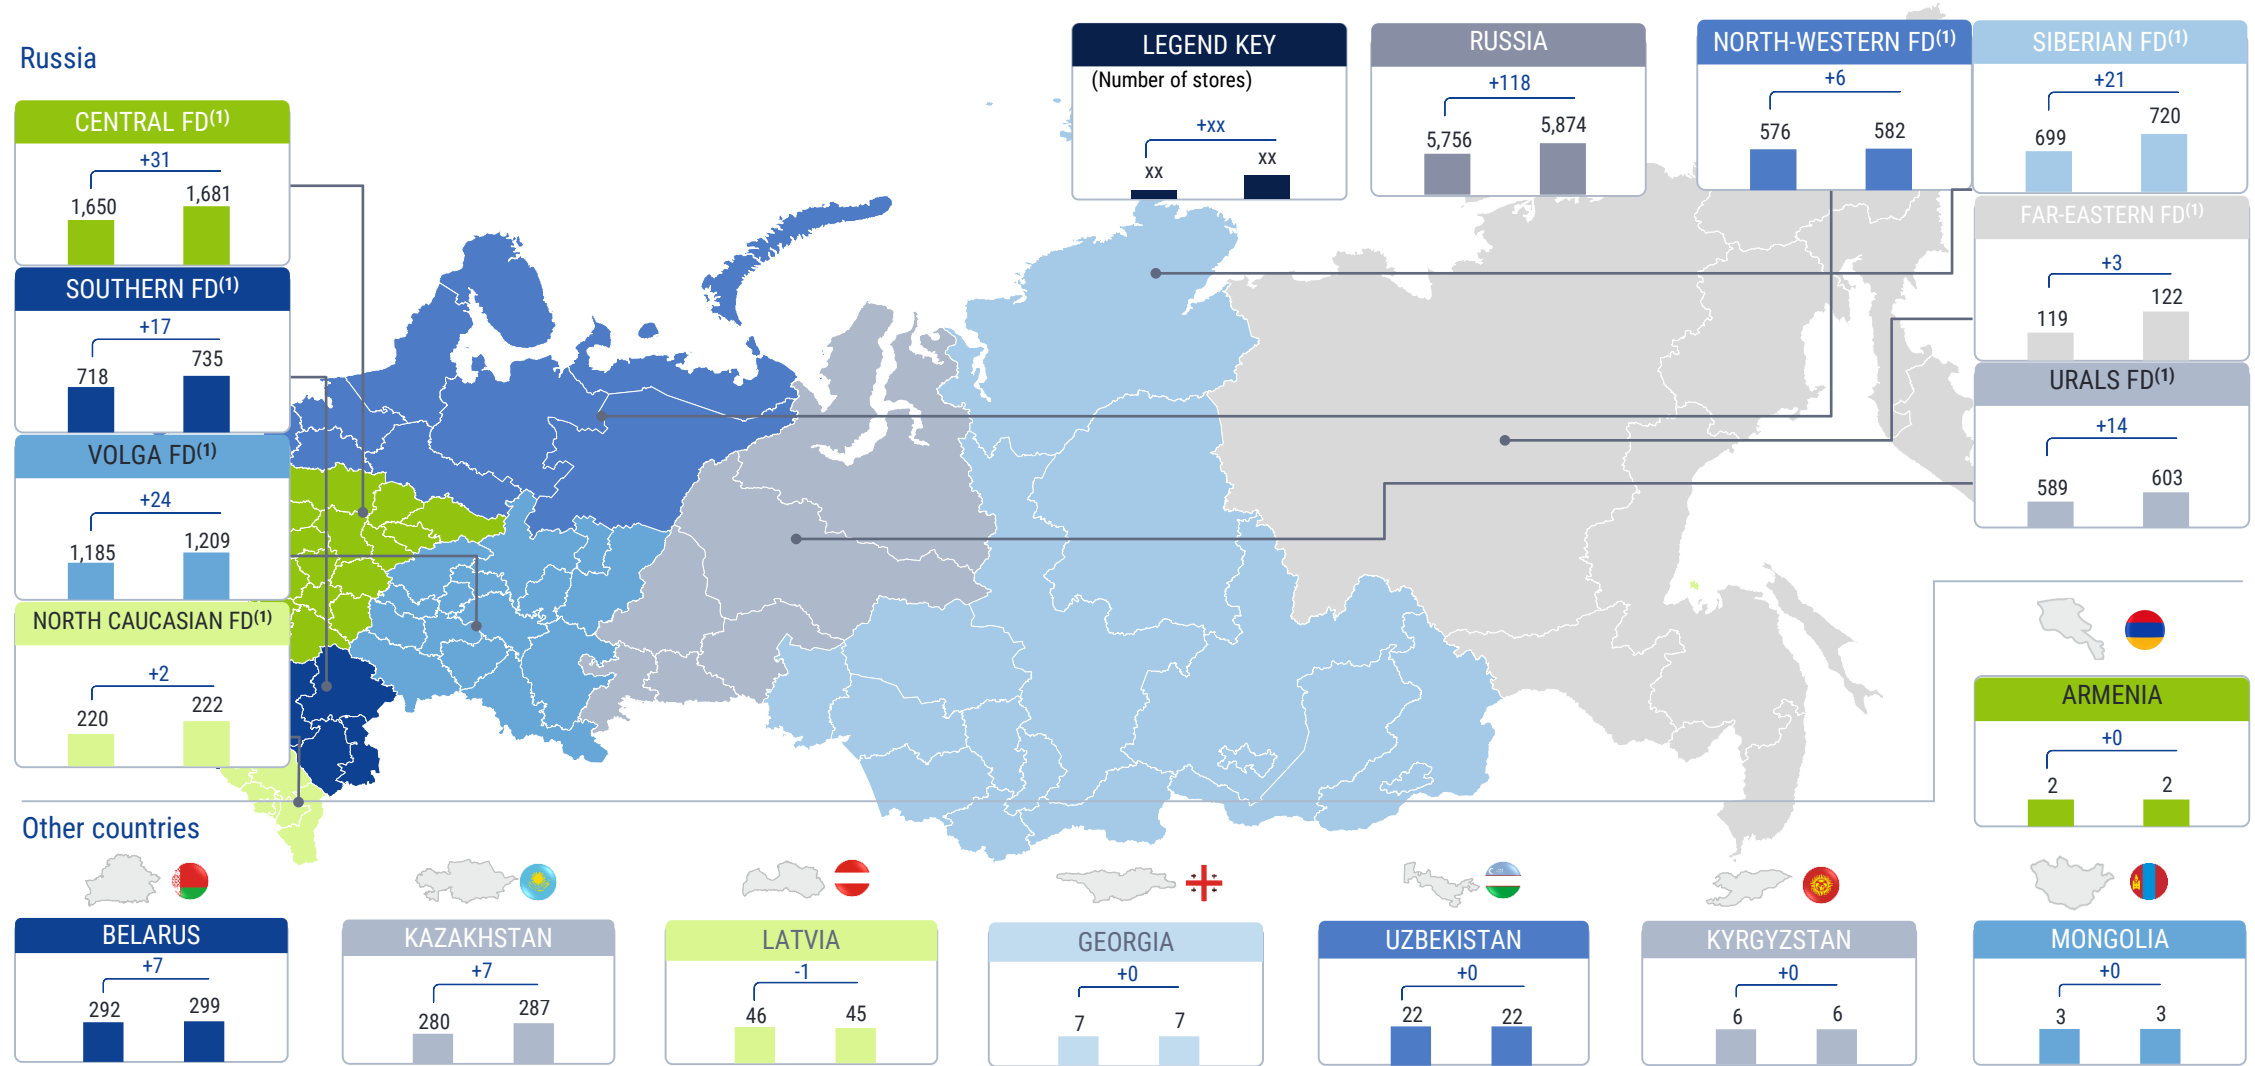 Russia
CENTRAL FD(1)
+31
1,650
1,681
SOUTHERN FD(1)
+17
718
735
VOLGA FD(1)
+24
1,185
1,209
NORTH CAUCASIAN FD(1)
+2
220
222
LEGEND KEY
(Number of stores)
+xx
xx
xx
RUSSIA
+118
5,756
5,874
NORTH-WESTERN FD(1)
+6
576
582
SIBERIAN FD(1)
+21
699
720
FAR-EASTERN FD(1)
+3
119
122
URALS FD(1)
+14
589
603
ARMENIA
+0
2
2
Other countries
BELARUS
+7
292
299
KAZAKHSTAN
+7
280
287
LATVIA
-1
46
45
GEORGIA
+0
7
7
UZBEKISTAN
+0
22
22
KYRGYZSTAN
+0
6
6
MONGOLIA
+0
3
3